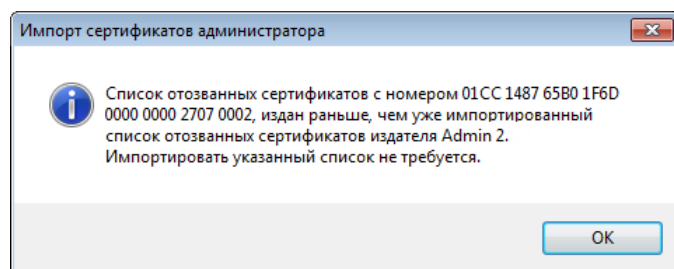 Импорт сертификатов администратора
Список отозванных сертификатов с номером 01CC 1487 65B0 1F6D
0000 0000 2707 0002, издан раньше, чем уже импортированный
список отозванных сертификатов издателя Admin 2.
Импортировать указанный список не требуется.
ОК